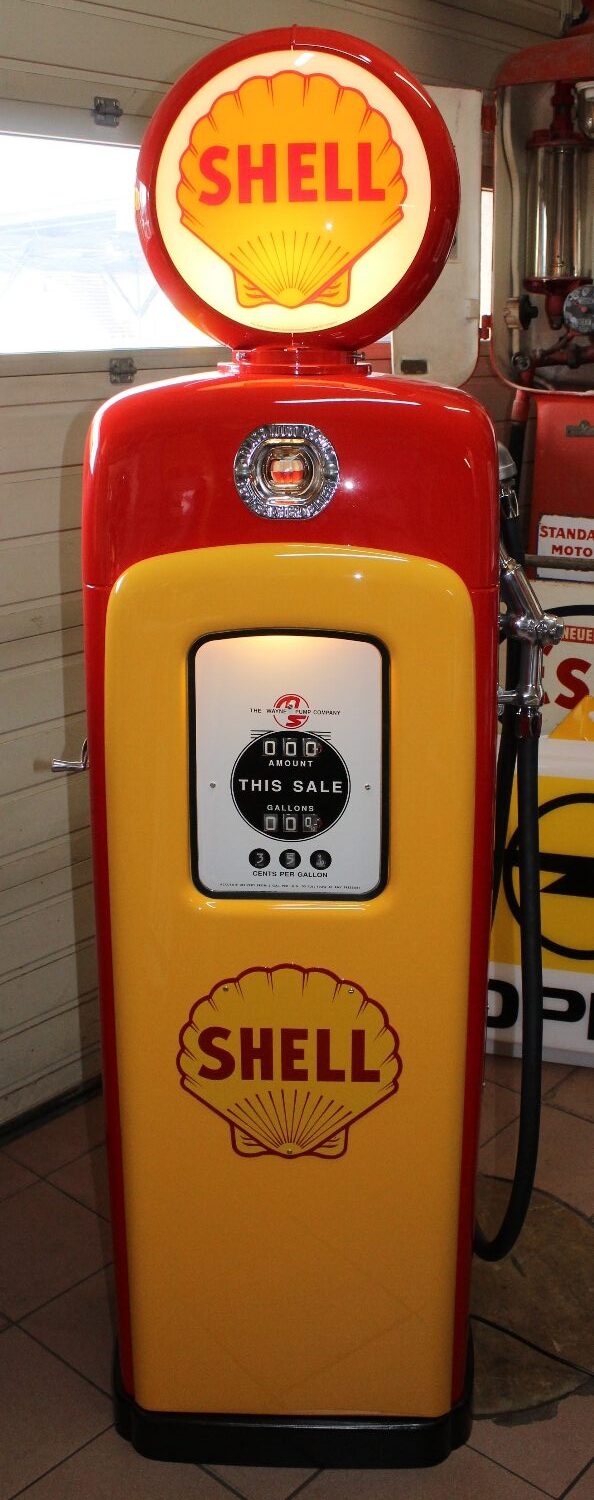 SHELL
THE WAYNE PUMP COMPANY
000
AMOUNT
THIS SALE
GALLONS
000
3 5 1
CENTS PER GALLON
SHELL
STANDA
MOTO
NEUE
OPE